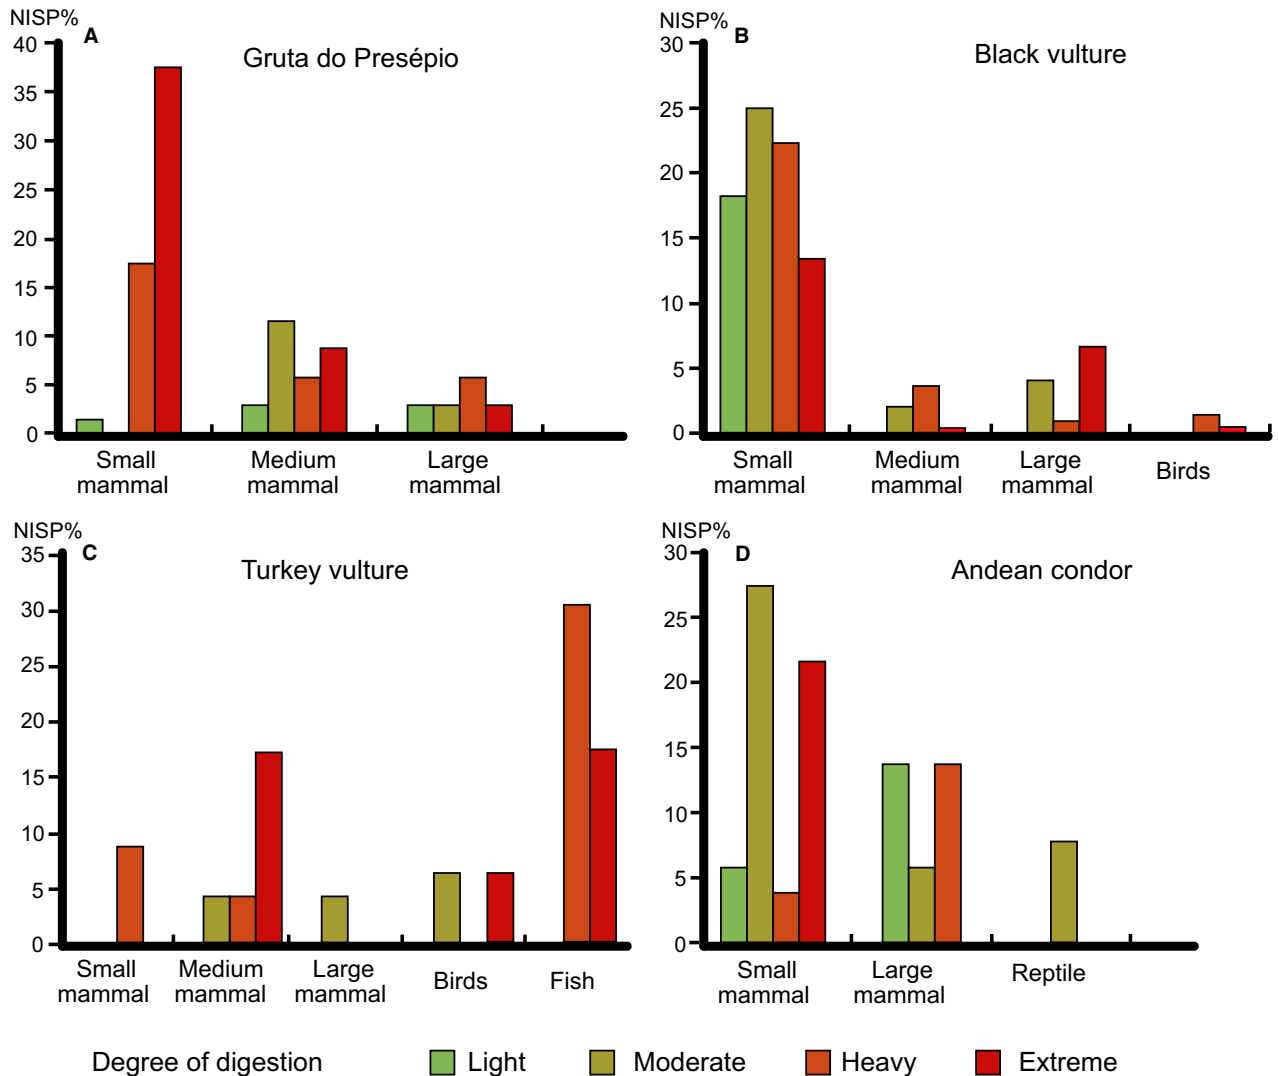 NISP%
A
Gruta do Presépio
40
35
30
25
20
15
10
5
0
Small
mammal
Medium
mammal
Large
mammal
NISP%
B
Black vulture
30
25
20
15
10
5
0
Small
mammal
Medium
mammal
Large
mammal
Birds
NISP%
C
Turkey vulture
35
30
25
20
15
10
5
0
Small
mammal
Medium
mammal
Large
mammal
Birds
Fish
NISP%
D
Andean condor
30
25
20
15
10
5
0
Small
mammal
Large
mammal
Reptile
Degree of digestion Light Moderate Heavy Extreme